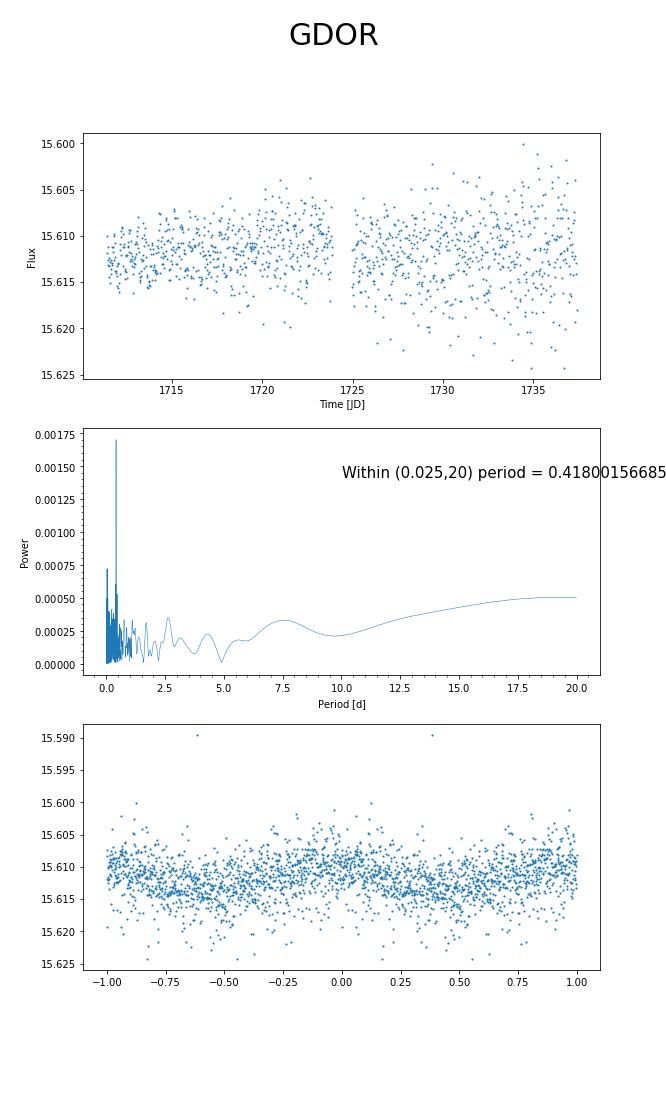 GDOR
15.600
15.605
15.610
15.615
15.620
15.625
Flux
1715 1720 1725 1730 1735
Time [JD]
0.00175
0.00150
0.00125
0.00100
0.00075
0.00050
0.00025
0.00000
Power
Within (0.025,20) period = 0.41800156685
0.0 2.5 5.0 7.5 10.0 12.5 15.0 17.5 20.0
Period [d]
15.590
15.595
15.600
15.605
15.610
15.615
15.620
15.625
−1.00 −0.75 −0.50 −0.25 0.00 0.25 0.50 0.75 1.00